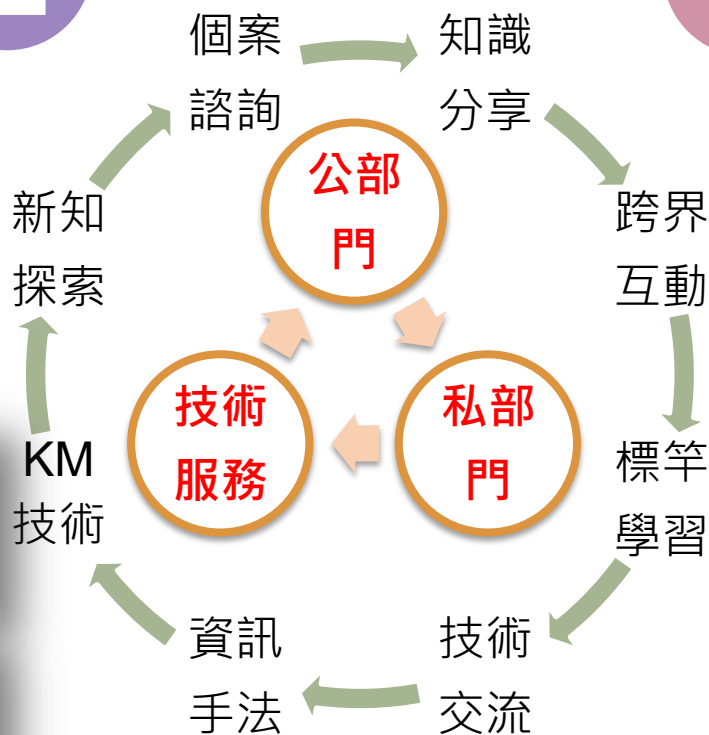 個案
諮詢
知識
分享
跨界
互動
標竿
學習
技術
交流
資訊
手法
KM
技術
新知
探索
公部
門
私部
門
技術
服務